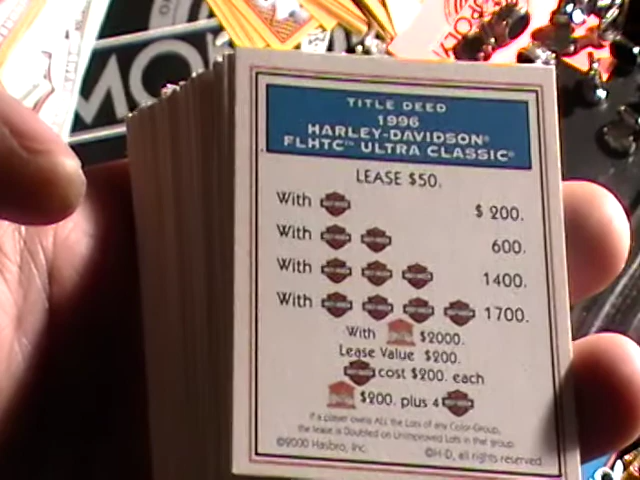 MO
TITLE DEED
1996
HARLEY-DAVIDSON®
FLHTC™ ULTRA CLASSIC®
LEASE $50.
With $ 200.
With 600.
With 1400.
With 1700.
With $2000.
Lease Value $200.
cost $200. each
$200. plus 4
If a player owns ALL the Lots of any Color-Group,
the lease is Doubled on Unimproved Lots in that group.
©2000 Hasbro, Inc. ©H-D, all rights reserved